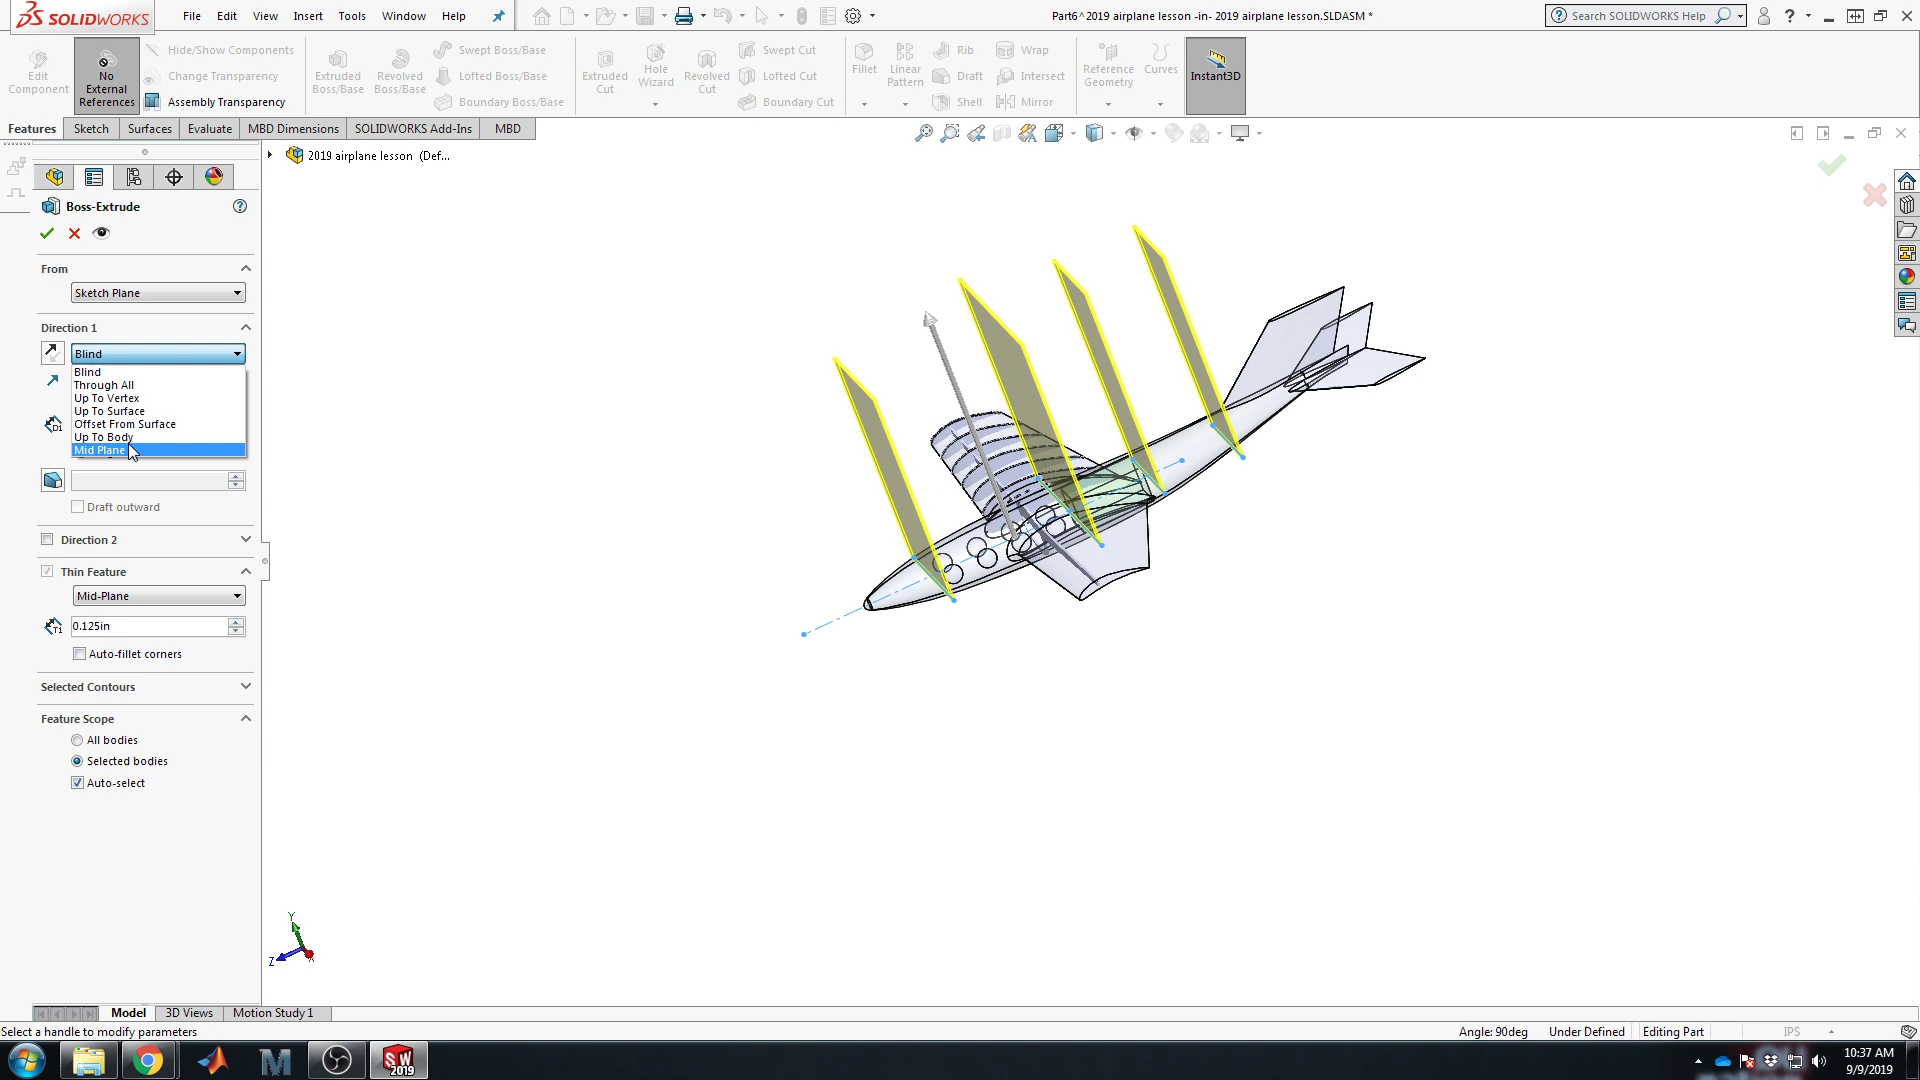 SOLIDWORKS
File Edit View Insert Tools Window Help
Part6^2019 airplane lesson -in- 2019 airplane lesson.SLDASM *
Search SOLIDWORKS Help
Edit Component
No External References
Hide/Show Components
Change Transparency
Assembly Transparency
Extruded Boss/Base
Revolved Boss/Base
Swept Boss/Base
Lofted Boss/Base
Boundary Boss/Base
Extruded Cut
Hole Wizard
Revolved Cut
Swept Cut
Lofted Cut
Boundary Cut
Fillet
Linear Pattern
Rib
Draft
Shell
Wrap
Intersect
Mirror
Reference Geometry
Curves
Instant3D
Features Sketch Surfaces Evaluate MBD Dimensions SOLIDWORKS Add-Ins MBD
2019 airplane lesson (Def...
Boss-Extrude
From
Sketch Plane
Direction 1
Blind
Blind
Through All
Up To Vertex
Up To Surface
Offset From Surface
Up To Body
Mid Plane
D1
Draft outward
Direction 2
Thin Feature
Mid-Plane
T1
0.125in
Auto-fillet corners
Selected Contours
Feature Scope
All bodies
Selected bodies
Auto-select
Y
Z
X
Model 3D Views Motion Study 1
Select a handle to modify parameters
Angle: 90deg Under Defined Editing Part IPS
SW 2019
10:37 AM
9/9/2019